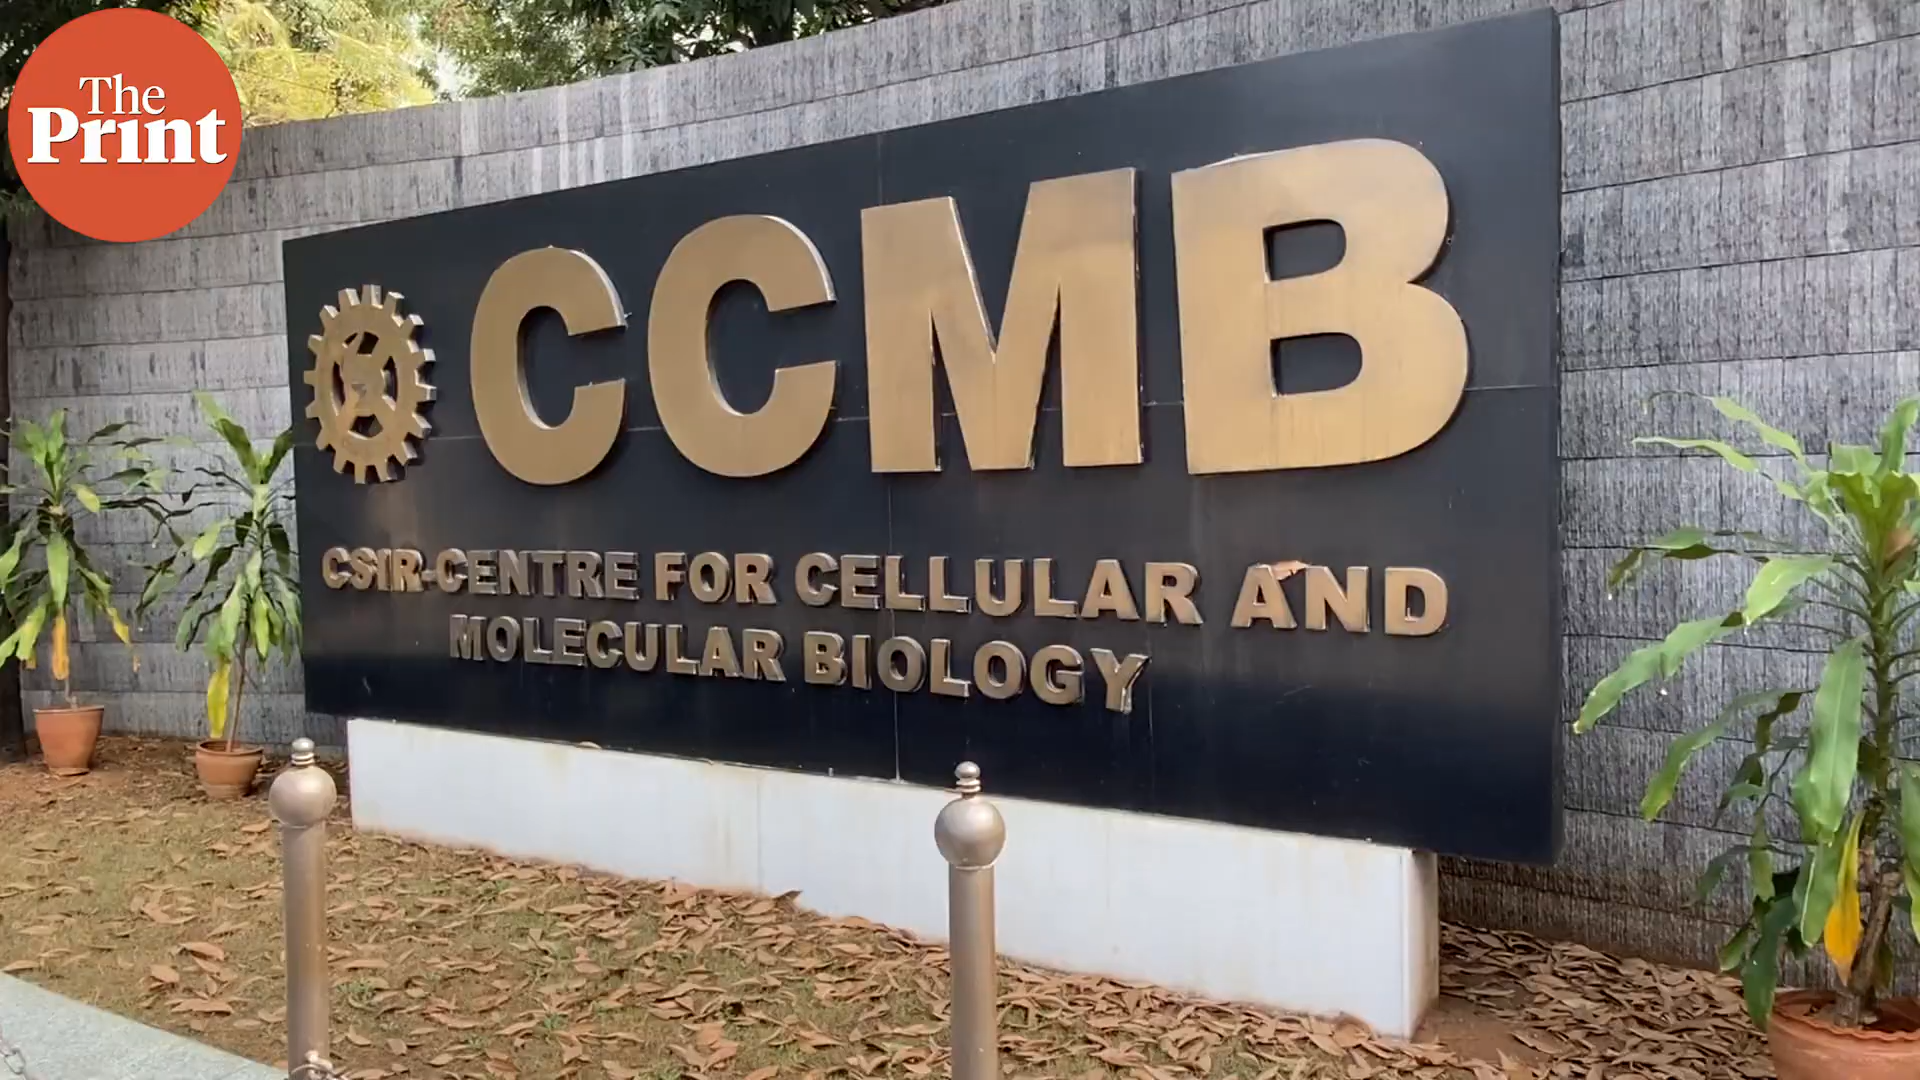 The
Print
CCMB
CSIR-CENTRE FOR CELLULAR AND
MOLECULAR BIOLOGY